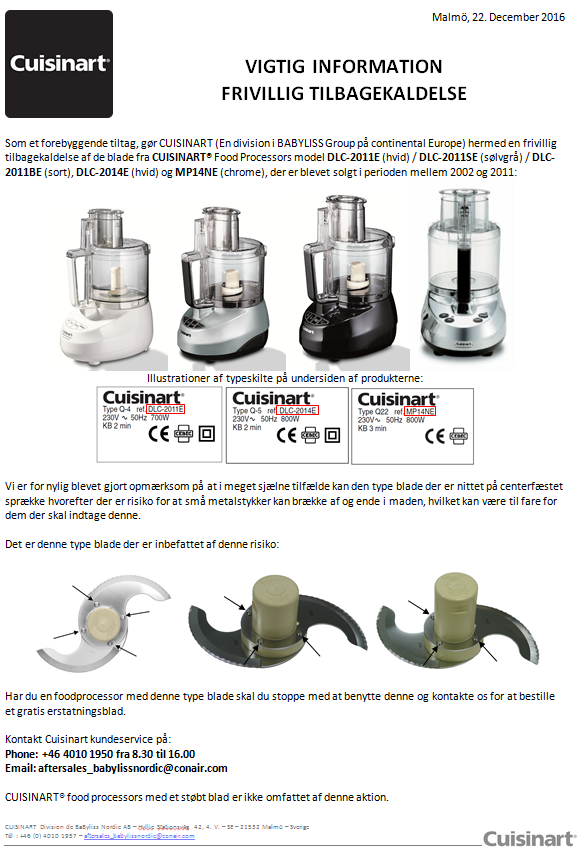 Malmö, 22. December 2016
Cuisinart®
VIGTIG INFORMATION
FRIVILLIG TILBAGEKALDELSE
Som et forebyggende tiltag, gør CUISINART (En division i BABYLISS Group på continental Europe) hermed en frivillig
tilbagekaldelse af de blade fra CUISINART® Food Processors model DLC-2011E (hvid) / DLC-2011SE (sølvgrå) / DLC-
2011BE (sort), DLC-2014E (hvid) og MP14NE (chrome), der er blevet solgt i perioden mellem 2002 og 2011:
Illustrationer af typeskilte på undersiden af produkterne:
Cuisinart®
Type Q-4 ref. DLC-2011E
230V ~ 50Hz 700W
KB 2 min
CE CEBEC
Cuisinart®
Type Q-5 ref. DLC-2014E
230V ~ 50Hz 800W
KB 2 min
CE CEBEC
Cuisinart®
Type Q22 ref. MP14NE
230V ~ 50Hz 800W
KB 3 min
CE CEBEC
Vi er for nylig blevet gjort opmærksom på at i meget sjælne tilfælde kan den type blade der er nittet på centerfæstet
sprække hvorefter der er risiko for at små metalstykker kan brække af og ende i maden, hvilket kan være til fare for
dem der skal indtage denne.
Det er denne type blade der er inbefattet af denne risiko:
Har du en foodprocessor med denne type blade skal du stoppe med at benytte denne og kontakte os for at bestille
et gratis erstatningsblad.
Kontakt Cuisinart kundeservice på:
Phone: +46 4010 1950 fra 8.30 til 16.00
Email: aftersales_babylissnordic@conair.com
CUISINART® food processors med et støbt blad er ikke omfattet af denne aktion.
CUISINART Division de BaByliss Nordic AB – Hyllie Stationsväg 42, 4. V. – SE – 21532 Malmö – Sverige
Tél : +46 (0) 4010 1957 – aftersales_babylissnordic@conair.com
Cuisinart®